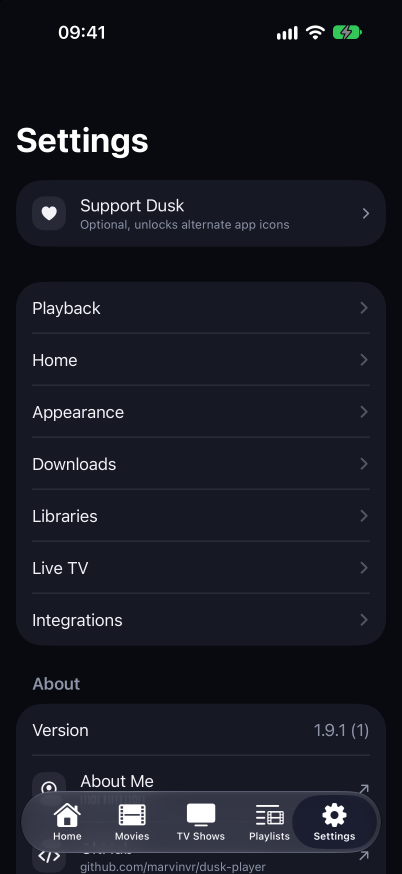 09:41
Settings
Support Dusk
Optional, unlocks alternate app icons
Playback
Home
Appearance
Downloads
Libraries
Live TV
Integrations
About
Version 1.9.1 (1)
About Me
Home Movies TV Shows Playlists Settings
github.com/marvinvr/dusk-player